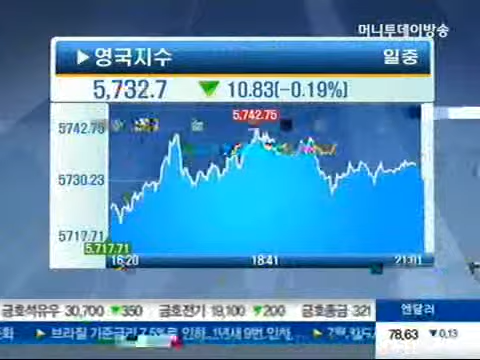 머니투데이방송
▶영국지수 일중
5,732.7 ▼ 10.83(-0.19%)
5,742.75
5742.75
5730.23
5717.71
5,717.71
16:20 18:41 21:01
금호석유우 30,700 ▼350 금호전기 19,100 ▼200 금호종금 321
엔달러
▶ 브라질 기준금리 7.5%로 인하, 1년새 9번 인하 ▶ 7월
78.63 ▼0.13